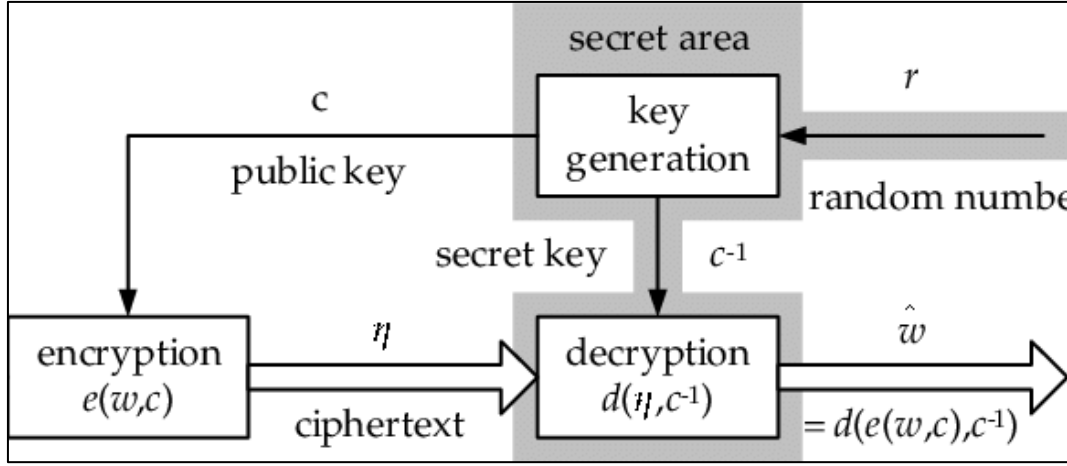 secret area
c
r
key
generation
public key
random numbe
secret key
c⁻¹
encryption
e(w,c)
η
ciphertext
decryption
d(η,c⁻¹)
ŵ
= d(e(w,c),c⁻¹)